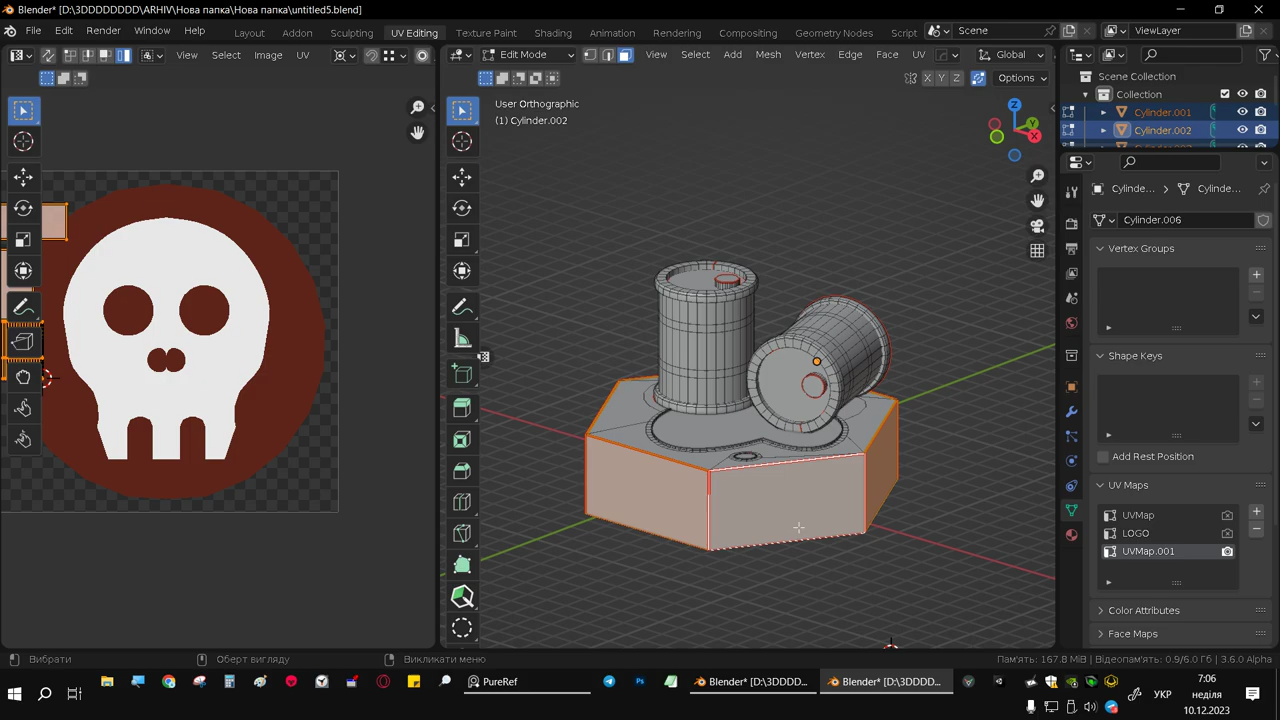 Blender* [D:\3DDDDDDDD\ARHIV\Нова папка\Нова папка\untitled5.blend]
File Edit Render Window Help
Layout Addon Sculpting UV Editing Texture Paint Shading Animation Rendering Compositing Geometry Nodes Script
Scene ViewLayer
View Select Image UV
Edit Mode View Select Add Mesh Vertex Edge Face UV Global
X Y Z Options
User Orthographic
(1) Cylinder.002
Z Y X
Scene Collection
Collection
Cylinder.001
Cylinder.002
Cylinde... Cylinde...
Cylinder.006
Vertex Groups
Shape Keys
Add Rest Position
UV Maps
UVMap
LOGO
UVMap.001
Color Attributes
Face Maps
Вибрати Оберт вигляду Викликати меню Пам'ять: 167.8 MiB | Відеопам'ять: 0.9/6.0 Gi | 3.6.0 Alpha
PureRef Blender* [D:\3DDDD... Blender* [D:\3DDDD... УКР
7:06
неділя
10.12.2023